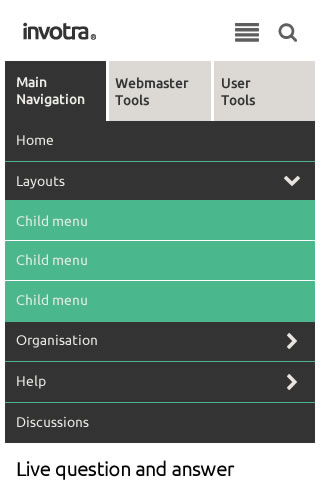 invotra®
Main
Navigation
Webmaster
Tools
User
Tools
Home
Layouts
Child menu
Child menu
Child menu
Organisation
Help
Discussions
Live question and answer